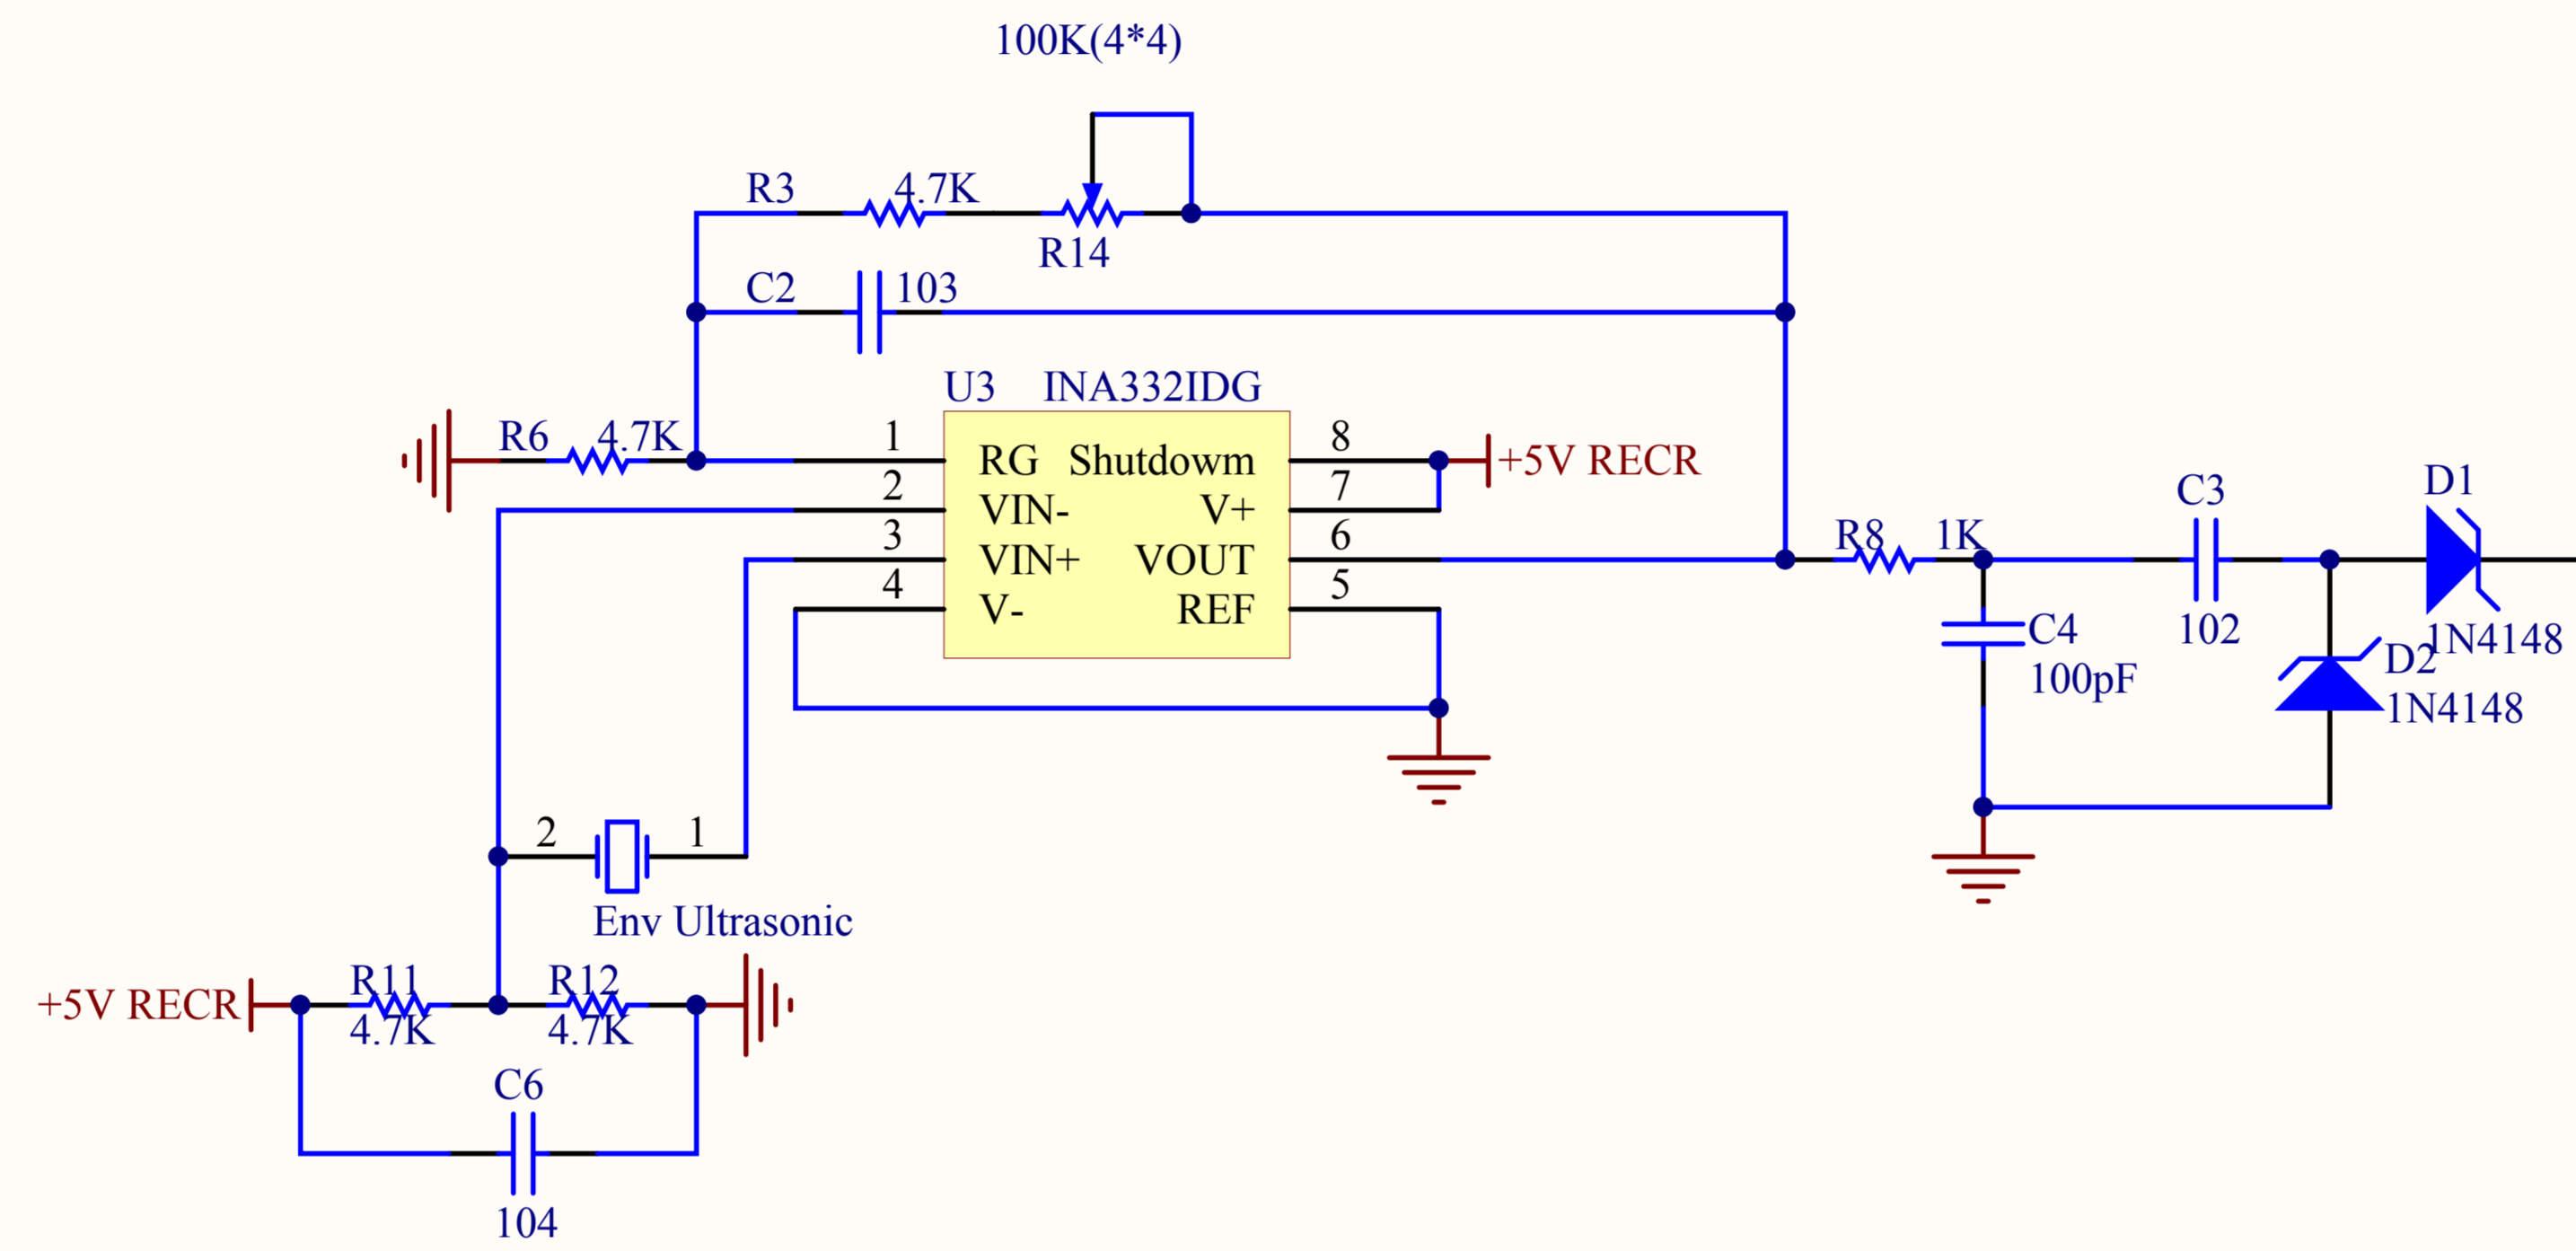 100K(4*4)
R3 4.7K
R14
C2 103
U3 INA332IDG
R6 4.7K
1 RG Shutdowm 8 +5V RECR
2 VIN- V+ 7
3 VIN+ VOUT 6
4 V- REF 5
R8 1K
C3
102
D1
1N4148
C4
100pF
D2
1N4148
2 1
Env Ultrasonic
+5V RECR
R11 R12
4.7K 4.7K
C6
104